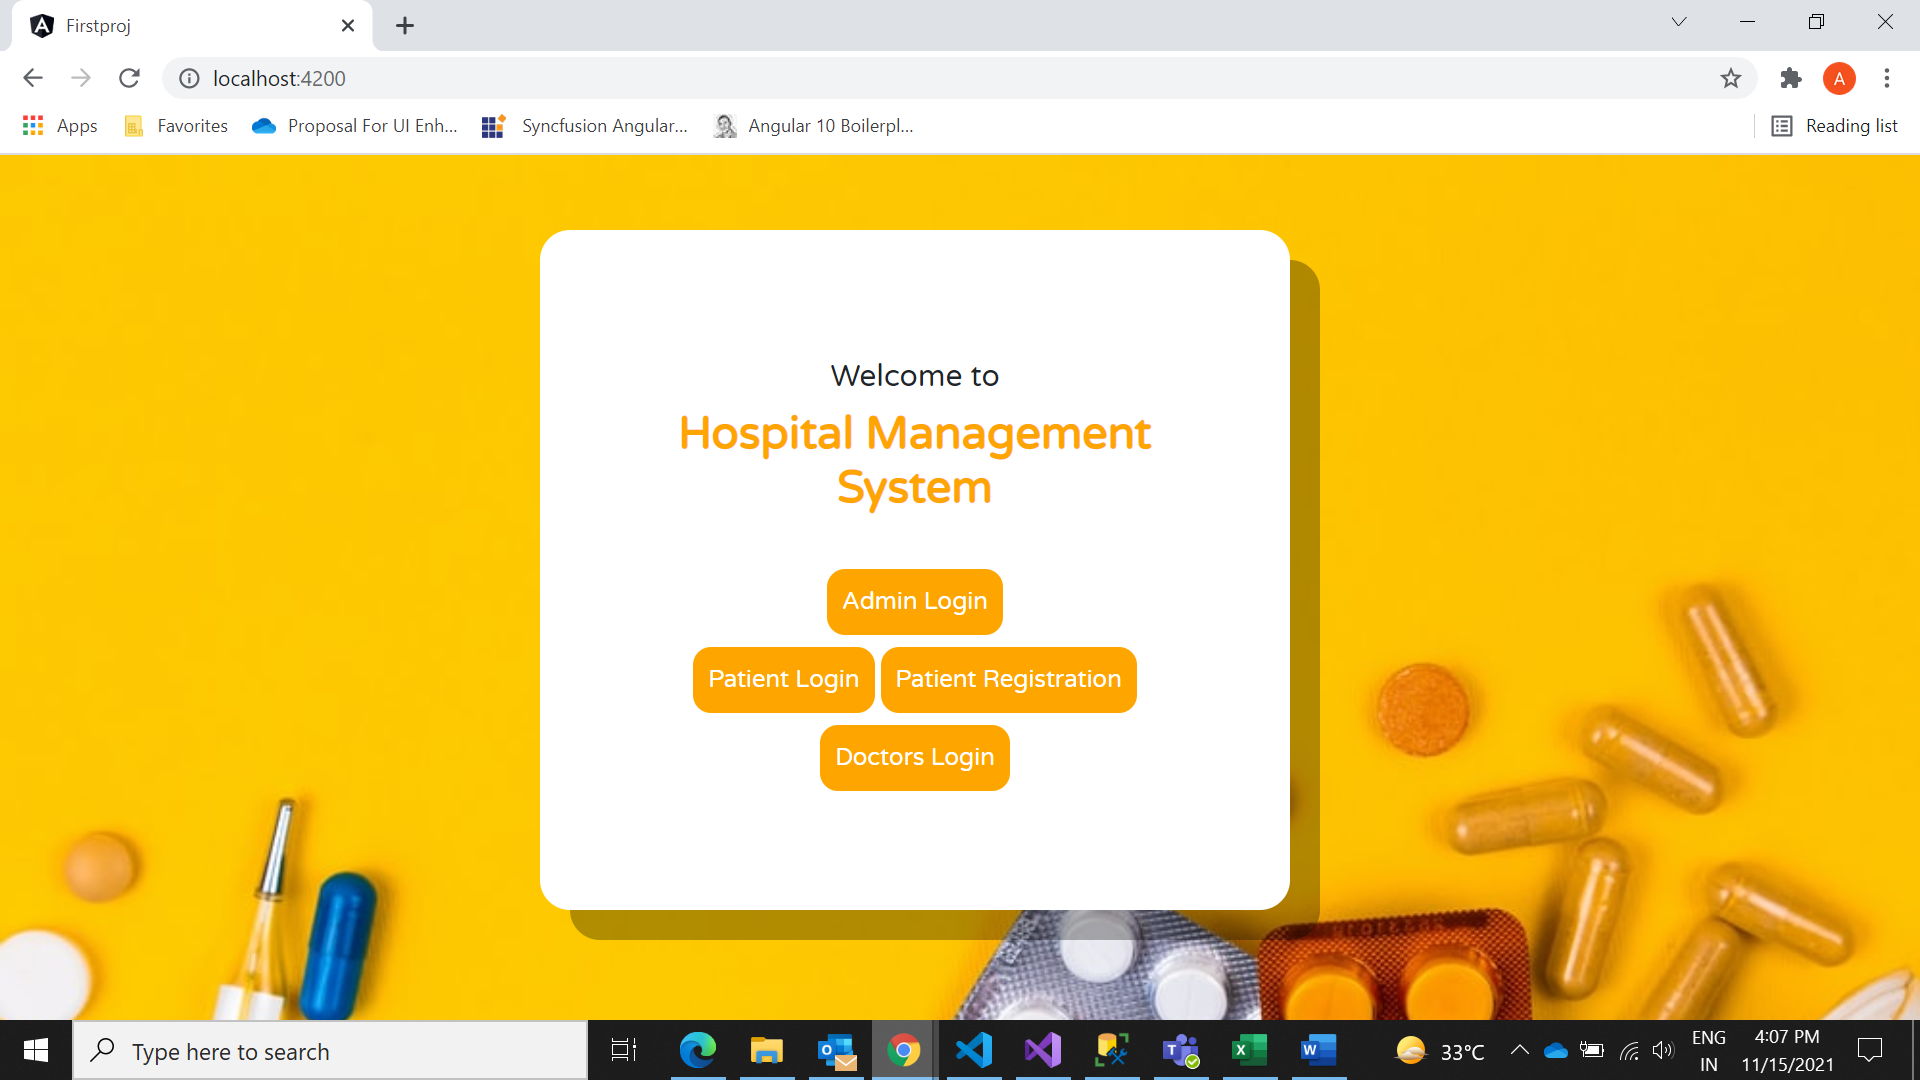 Firstproj
localhost:4200
Apps
Favorites
Proposal For UI Enh...
Syncfusion Angular...
Angular 10 Boilerpl...
Reading list
A
Welcome to
Hospital Management
System
Admin Login
Patient Login
Patient Registration
Doctors Login
Type here to search
33°C
ENG
IN
4:07 PM
11/15/2021